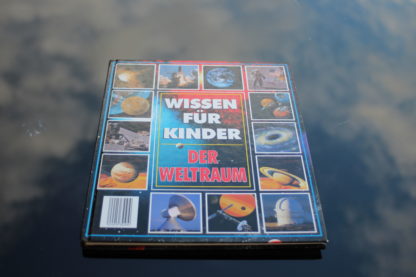 WISSEN
FÜR
KINDER
DER
WELTRAUM